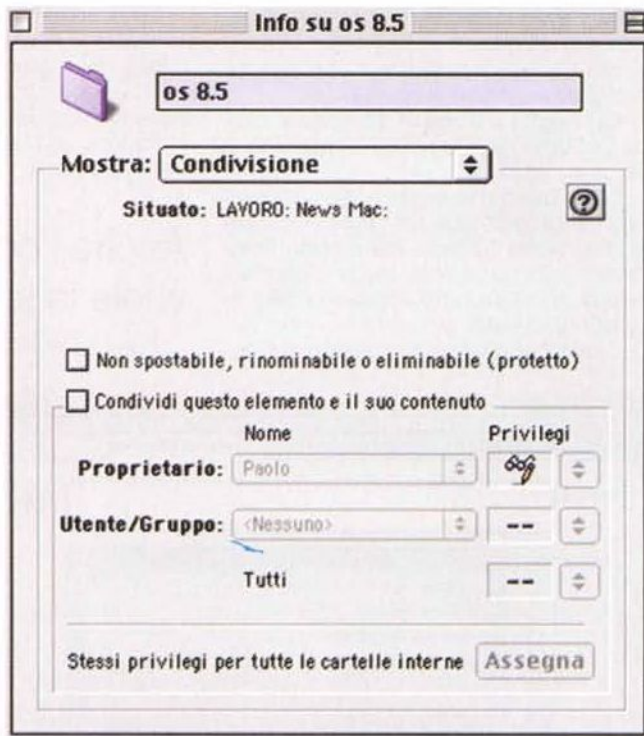 Info su os 8.5
os 8.5
Mostra: Condivisione
Situato: LAVORO: News Mac:
Non spostabile, rinominabile o eliminabile (protetto)
Condividi questo elemento e il suo contenuto
Nome Privilegi
Proprietario: Paolo
Utente/Gruppo: <Nessuno> --
Tutti --
Stessi privilegi per tutte le cartelle interne Assegna